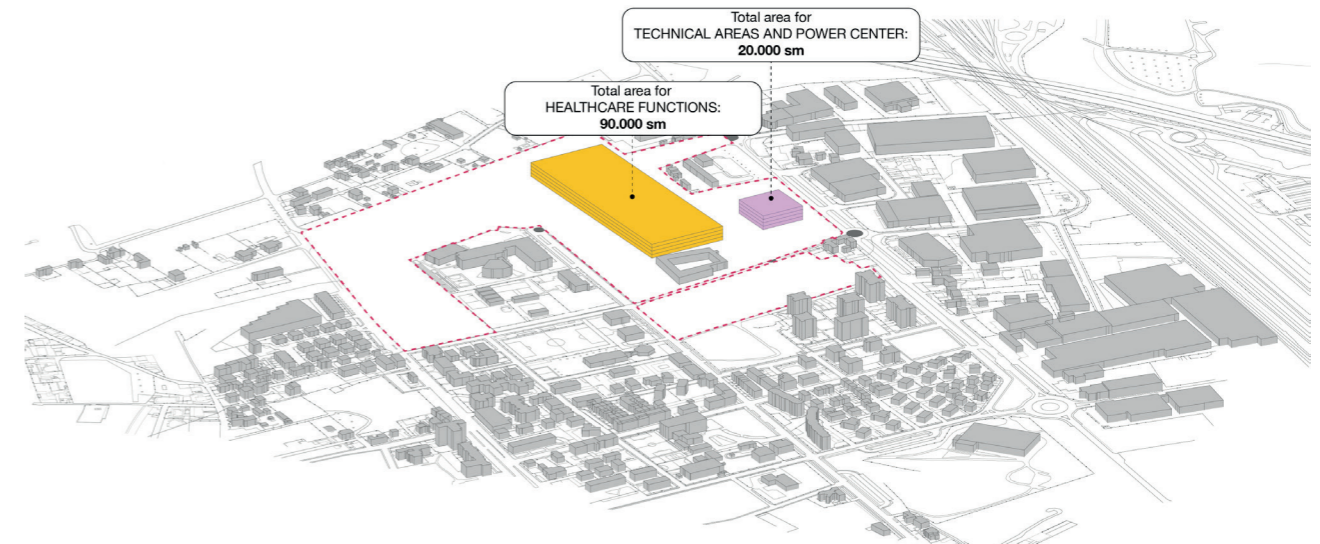 Total area for
TECHNICAL AREAS AND POWER CENTER:
20.000 sm
Total area for
HEALTHCARE FUNCTIONS:
90.000 sm